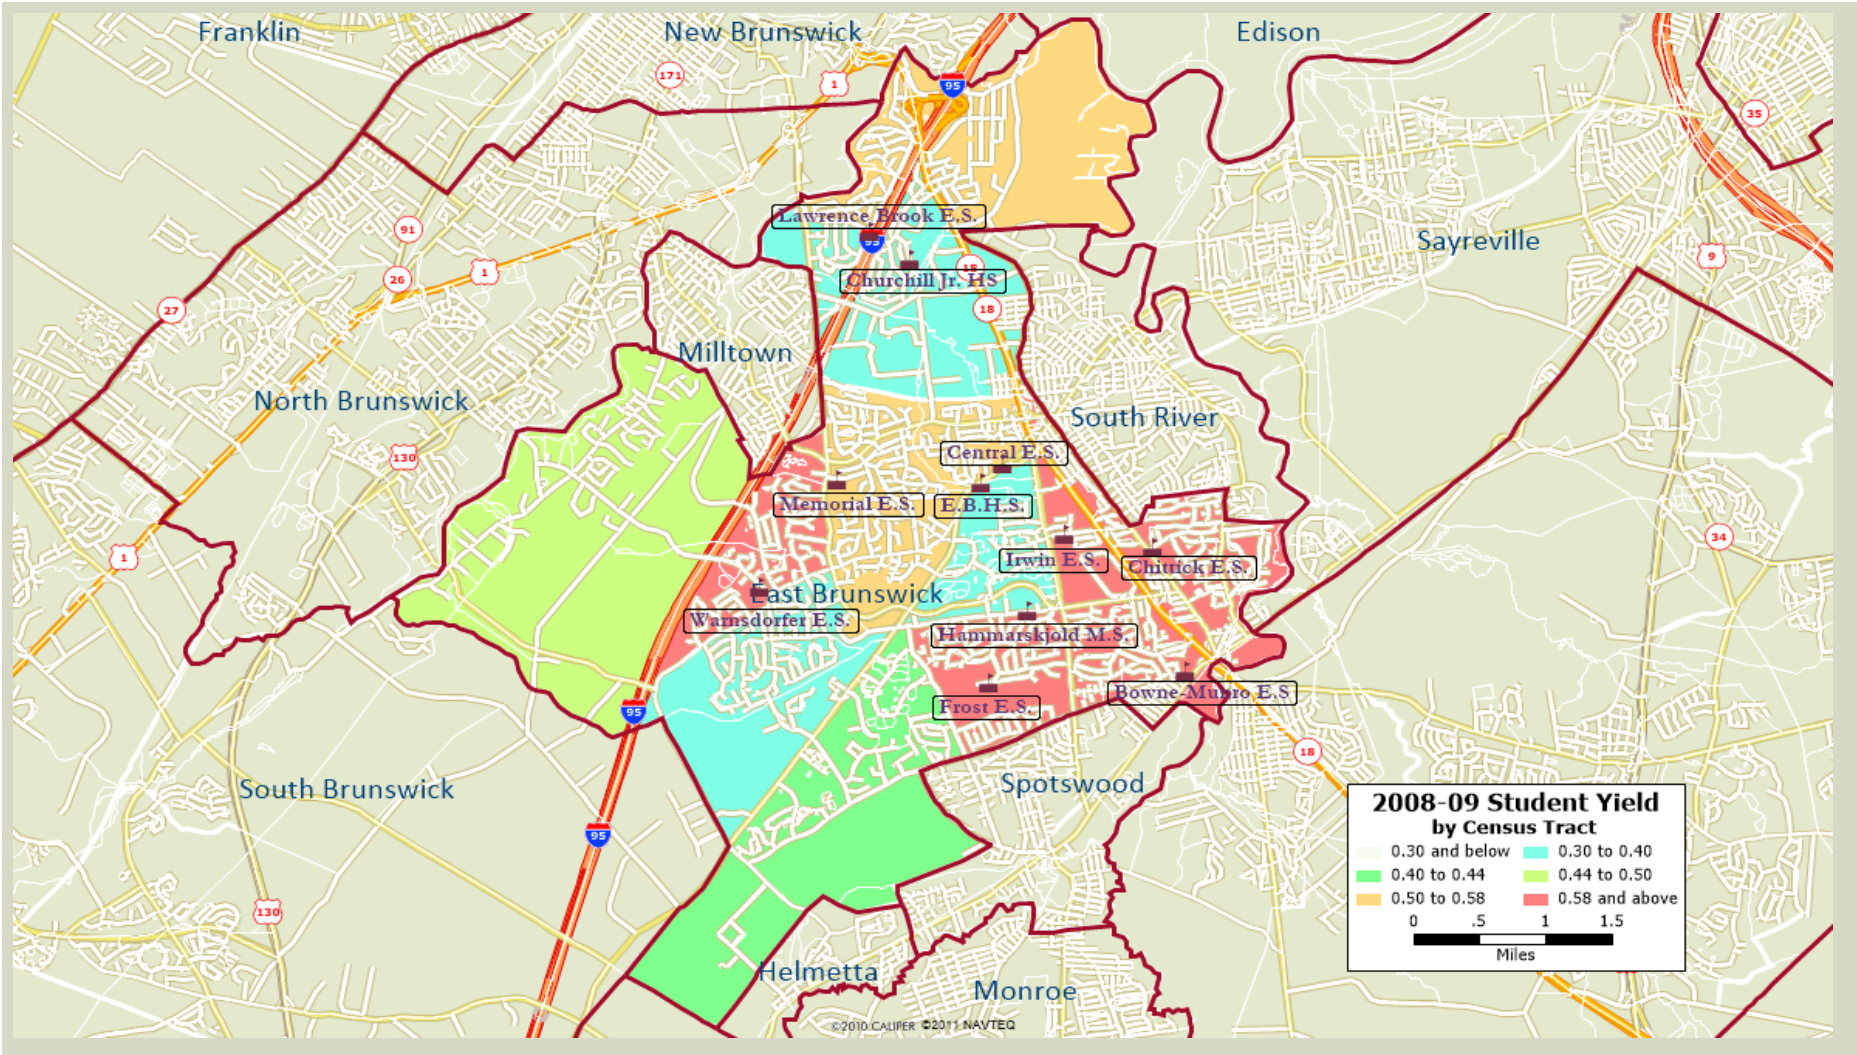 Franklin
New Brunswick
Edison
171
1
95
35
Lawrence Brook E.S.
91
95
Sayreville
9
26
1
18
Churchill Jr. HS
27
18
Milltown
North Brunswick
South River
130
Central E.S.
Memorial E.S.
E.B.H.S.
34
1
Irwin E.S.
Chittrick E.S.
East Brunswick
Warnsdorfer E.S.
Hammarskjold M.S.
Bowne-Munro E.S
Frost E.S.
95
18
South Brunswick
Spotswood
95
130
Helmetta
Monroe
2008-09 Student Yield
by Census Tract
0.30 and below 0.30 to 0.40
0.40 to 0.44 0.44 to 0.50
0.50 to 0.58 0.58 and above
0 .5 1 1.5
Miles
©2010 CALIPER ©2011 NAVTEQ